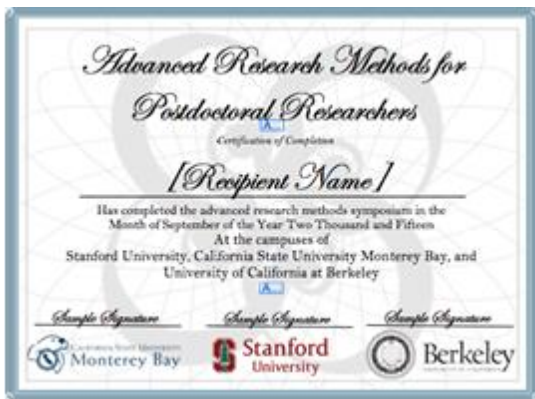 Advanced Research Methods for
Postdoctoral Researchers
A...
Certification of Completion
[Recipient Name]
Has completed the advanced research methods symposium in the
Month of September of the Year Two Thousand and Fifteen
At the campuses of
Stanford University, California State University Monterey Bay, and
University of California at Berkeley
A...
Sample Signature Sample Signature Sample Signature
California State University
Monterey Bay
Stanford
University
Berkeley